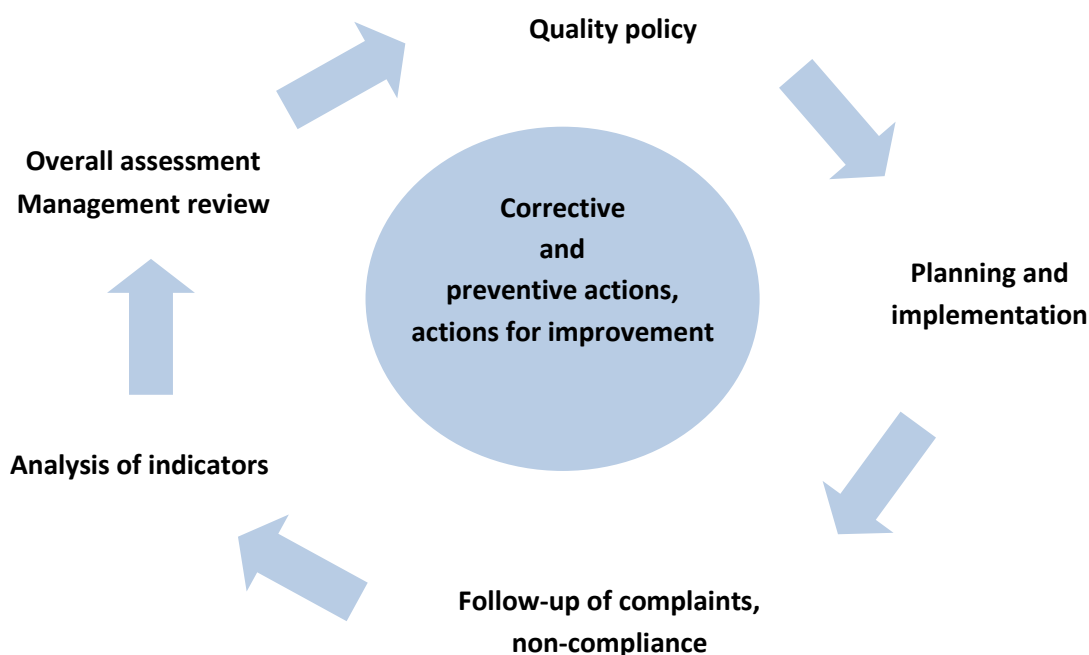 Quality policy
Overall assessment
Management review
Corrective
and
preventive actions,
actions for improvement
Planning and
implementation
Analysis of indicators
Follow-up of complaints,
non-compliance